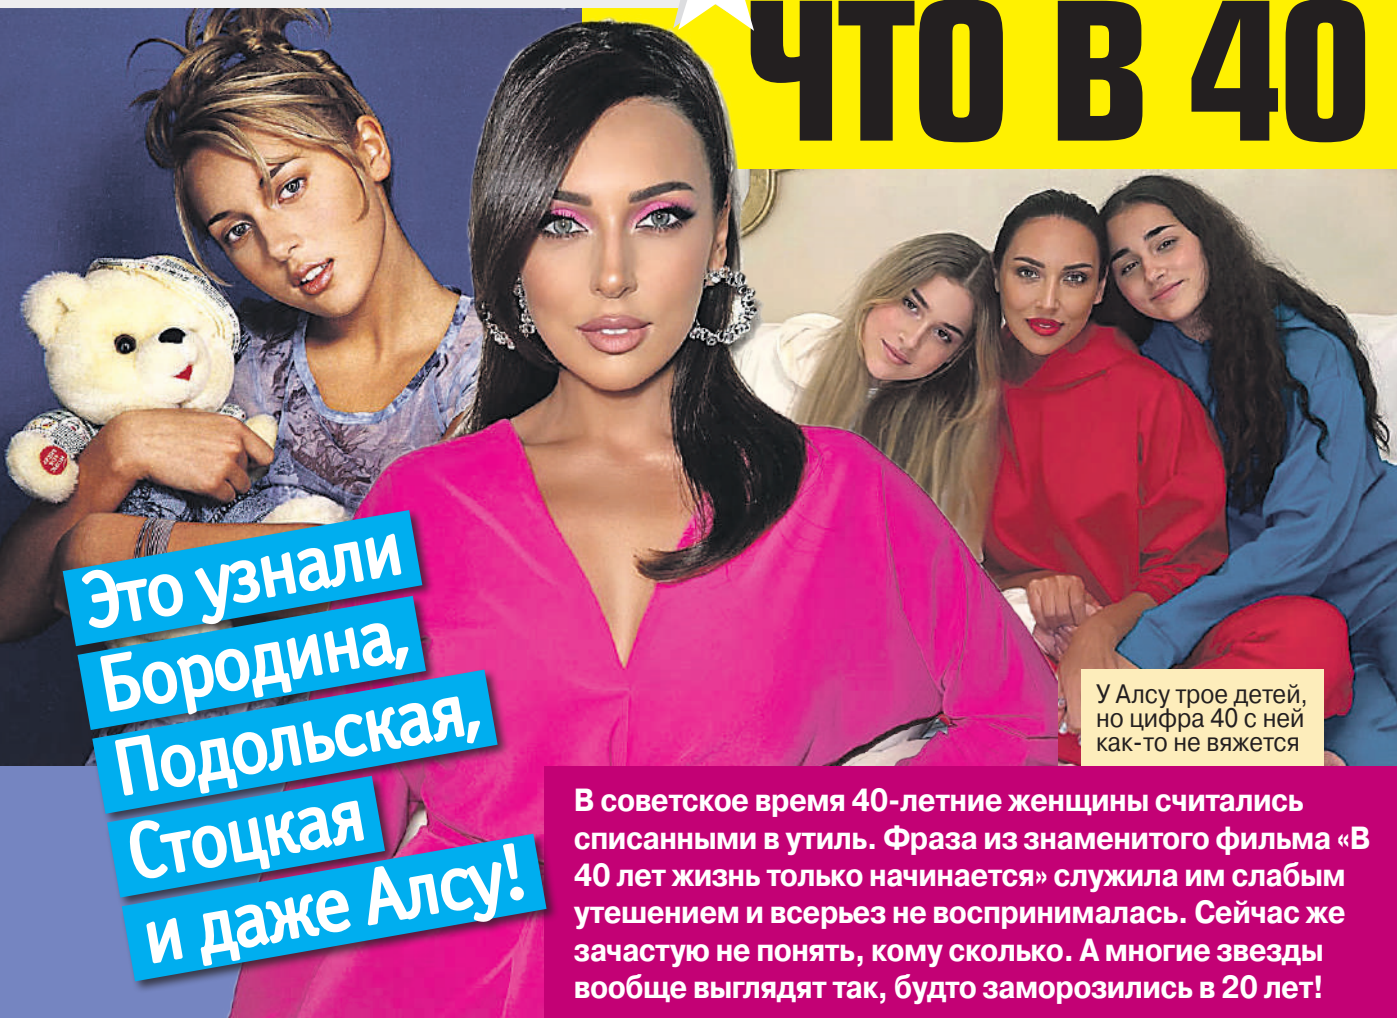 ЧТО В 40
Это узнали
Бородина,
Подольская,
Стоцкая
и даже Алсу!
У Алсу трое детей,
но цифра 40 с ней
как-то не вяжется
В советское время 40-летние женщины считались
списанными в утиль. Фраза из знаменитого фильма «В
40 лет жизнь только начинается» служила им слабым
утешением и всерьез не воспринималась. Сейчас же
зачастую не понять, кому сколько. А многие звезды
вообще выглядят так, будто заморозились в 20 лет!